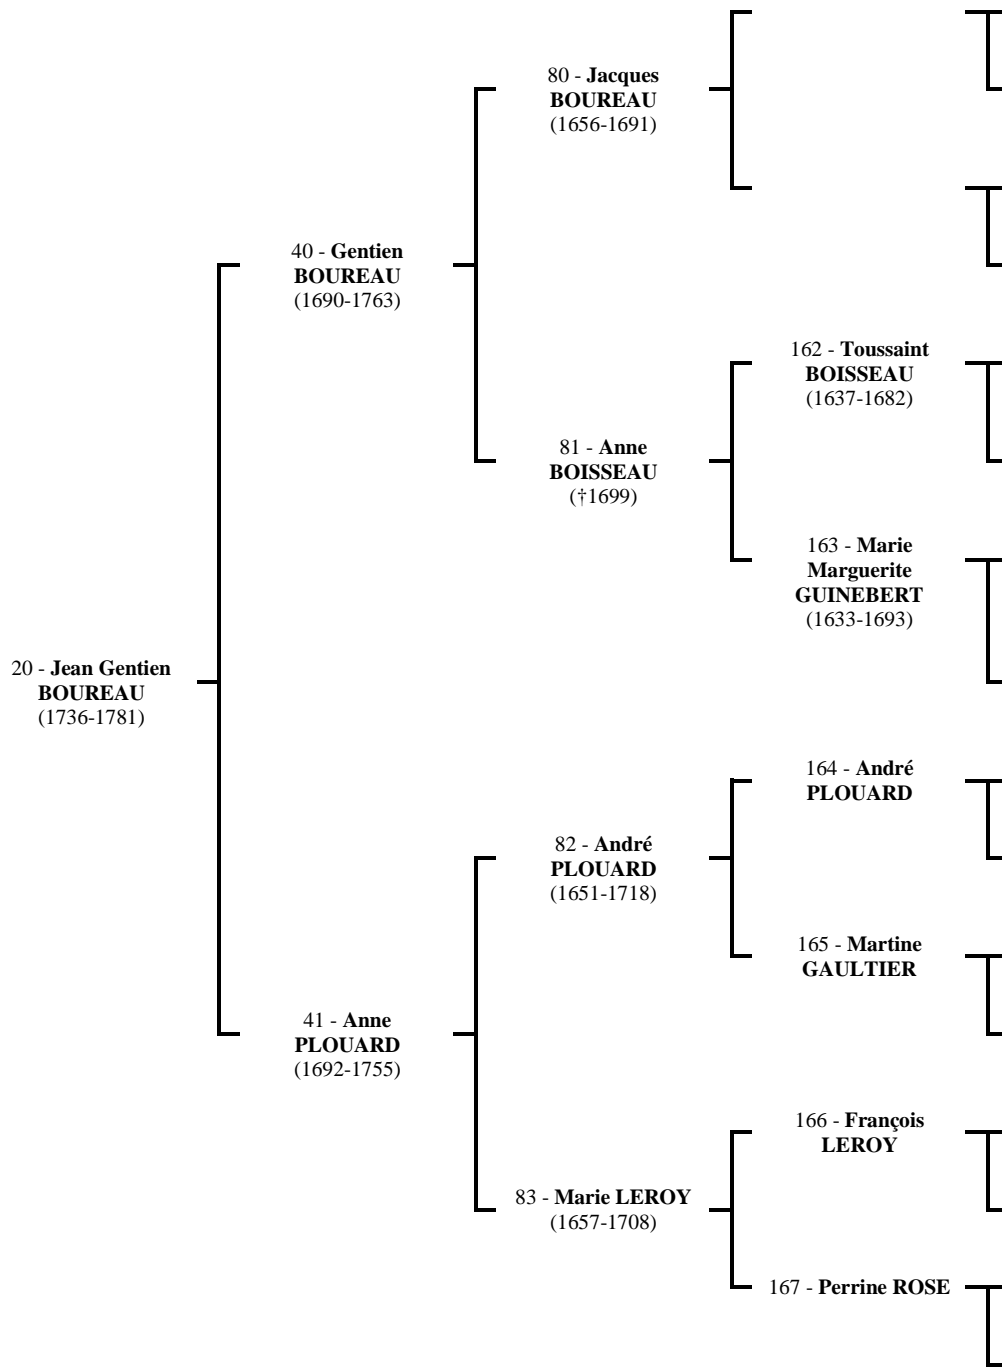 80 - Jacques
BOUREAU
(1656-1691)
40 - Gentien
BOUREAU
(1690-1763)
162 - Toussaint
BOISSEAU
(1637-1682)
81 - Anne
BOISSEAU
(†1699)
163 - Marie
Marguerite
GUINEBERT
(1633-1693)
20 - Jean Gentien
BOUREAU
(1736-1781)
164 - André
PLOUARD
82 - André
PLOUARD
(1651-1718)
165 - Martine
GAULTIER
41 - Anne
PLOUARD
(1692-1755)
166 - François
LEROY
83 - Marie LEROY
(1657-1708)
167 - Perrine ROSE